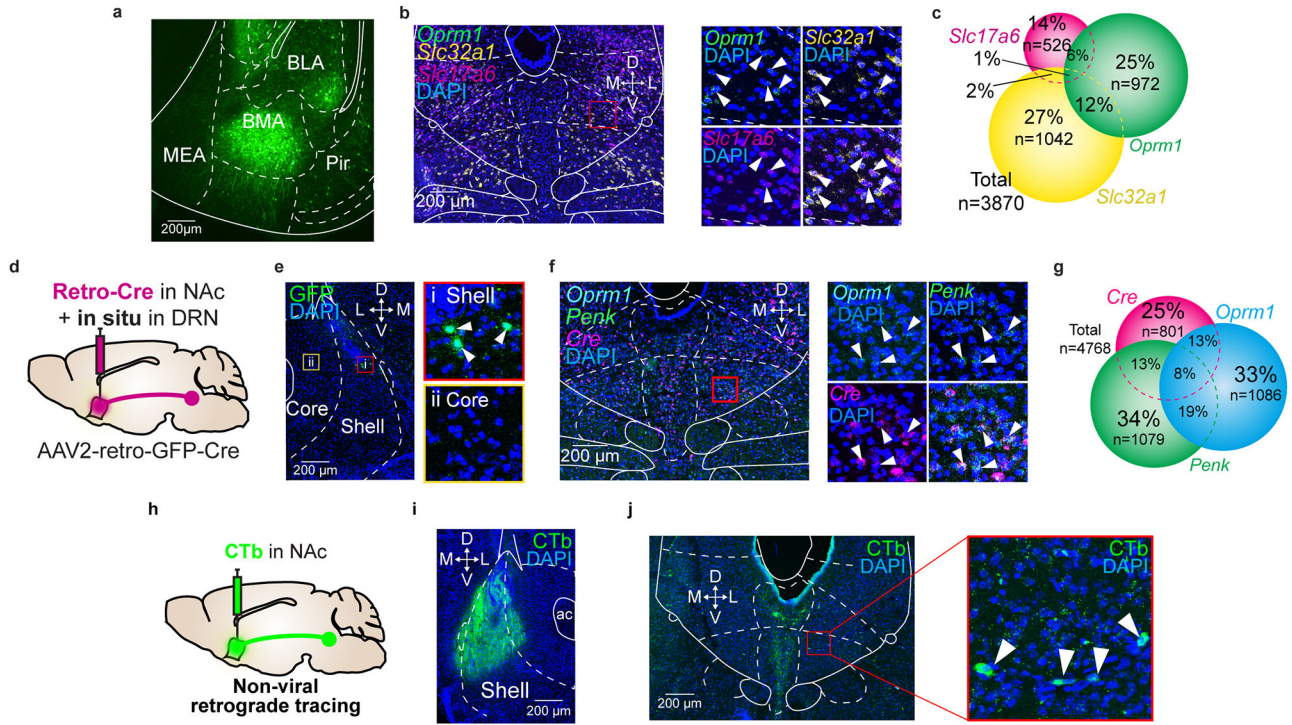 a
BLA
BMA
MEA
Pir
200µm
b
Oprm1
Slc32a1
Slc17a6
DAPI
D
M L
V
200 µm
Oprm1
DAPI
Slc32a1
DAPI
Slc17a6
DAPI
c
14%
Slc17a6
n=526
6%
1%
2%
25%
n=972
12%
27%
n=1042
Oprm1
Total
n=3870
Slc32a1
d
Retro-Cre in NAc
+ in situ in DRN
AAV2-retro-GFP-Cre
e
GFP
DAPI
D
L M
V
ii
i
Core
Shell
200 µm
i Shell
ii Core
f
Oprm1
Penk
Cre
DAPI
D
M L
V
200 µm
Oprm1
DAPI
Penk
DAPI
Cre
DAPI
g
Cre
25%
n=801
Oprm1
Total
n=4768
13%
13%
8%
33%
n=1086
34%
n=1079
19%
Penk
h
CTb in NAc
Non-viral
retrograde tracing
i
D
M L
V
CTb
DAPI
ac
Shell
200 µm
j
D
M L
V
CTb
DAPI
200 µm
CTb
DAPI